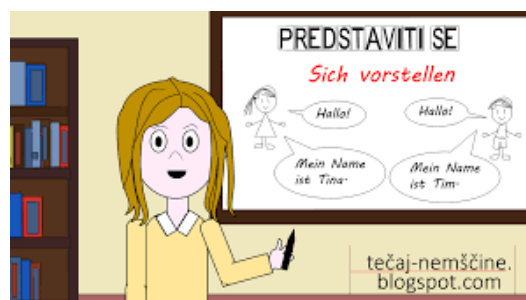 PREDSTAVITI SE
Sich vorstellen
Hallo!
Hallo!
Mein Name
ist Tina.
Mein Name
ist Tim.
tečaj-nemščine.
blogspot.com